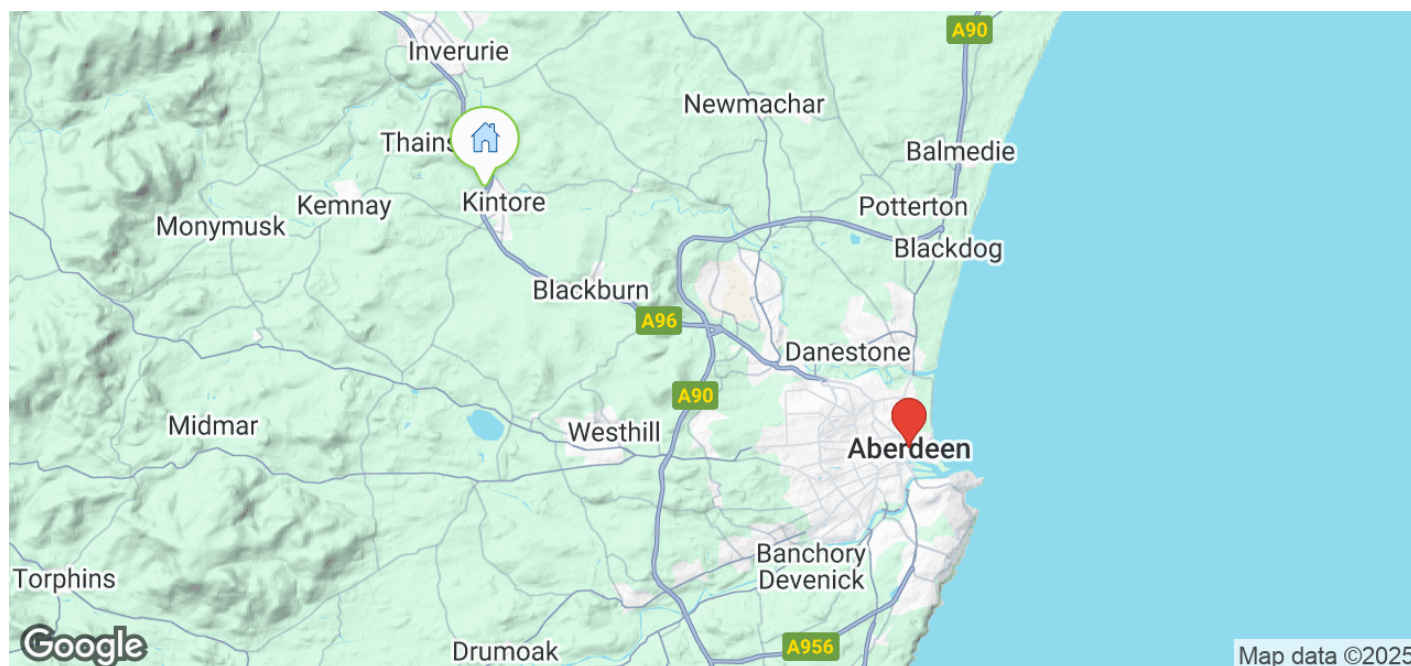 A90
Inverurie
Newmachar
Thains
Balmedie
Kemnay
Kintore
Potterton
Monymusk
Blackdog
Blackburn
A96
Danestone
A90
Midmar
Westhill
Aberdeen
Banchory
Devenick
Torphins
Google
Drumoak
A956
Map data ©2025